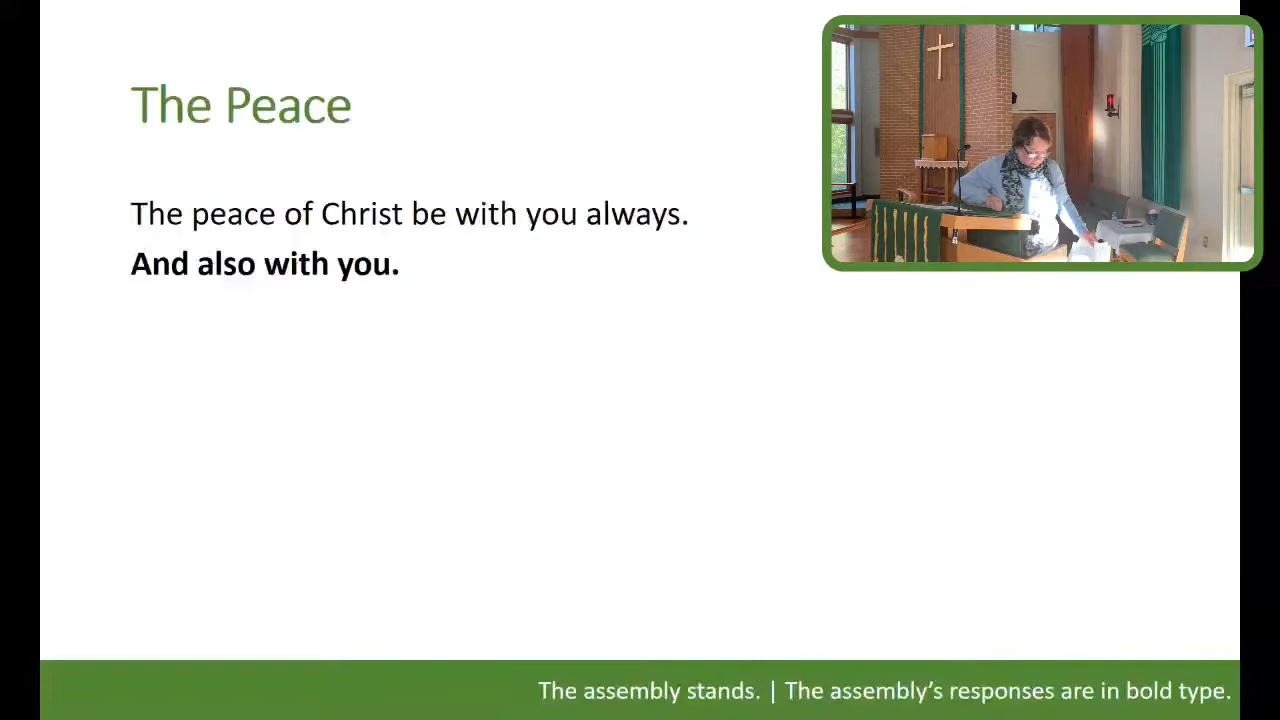 The Peace
The peace of Christ be with you always.
And also with you.
The assembly stands. | The assembly’s responses are in bold type.